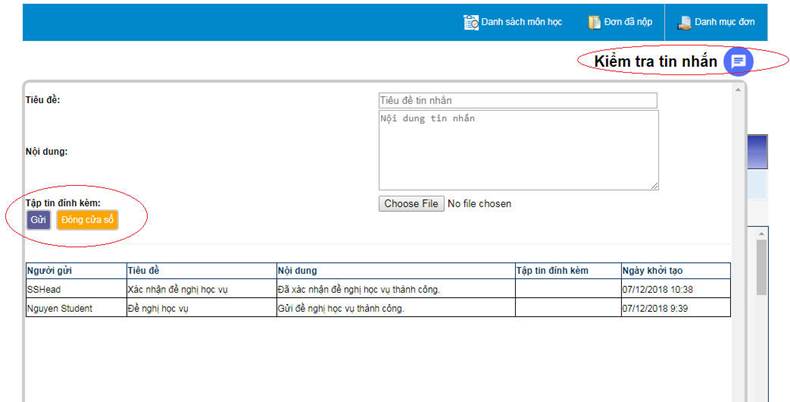 Danh sách môn học Đơn đã nộp Danh mục đơn
Kiểm tra tin nhắn
Tiêu đề: Tiêu đề tin nhắn
Nội dung tin nhắn
Nội dung:
Tập tin đính kèm: Choose File No file chosen
Gửi Đóng cửa sổ
Người gửi Tiêu đề Nội dung Tập tin đính kèm Ngày khởi tạo
SSHead Xác nhận đề nghị học vụ Đã xác nhận đề nghị học vụ thành công. 07/12/2018 10:38
Nguyen Student Đề nghị học vụ Gửi đề nghị học vụ thành công. 07/12/2018 9:39